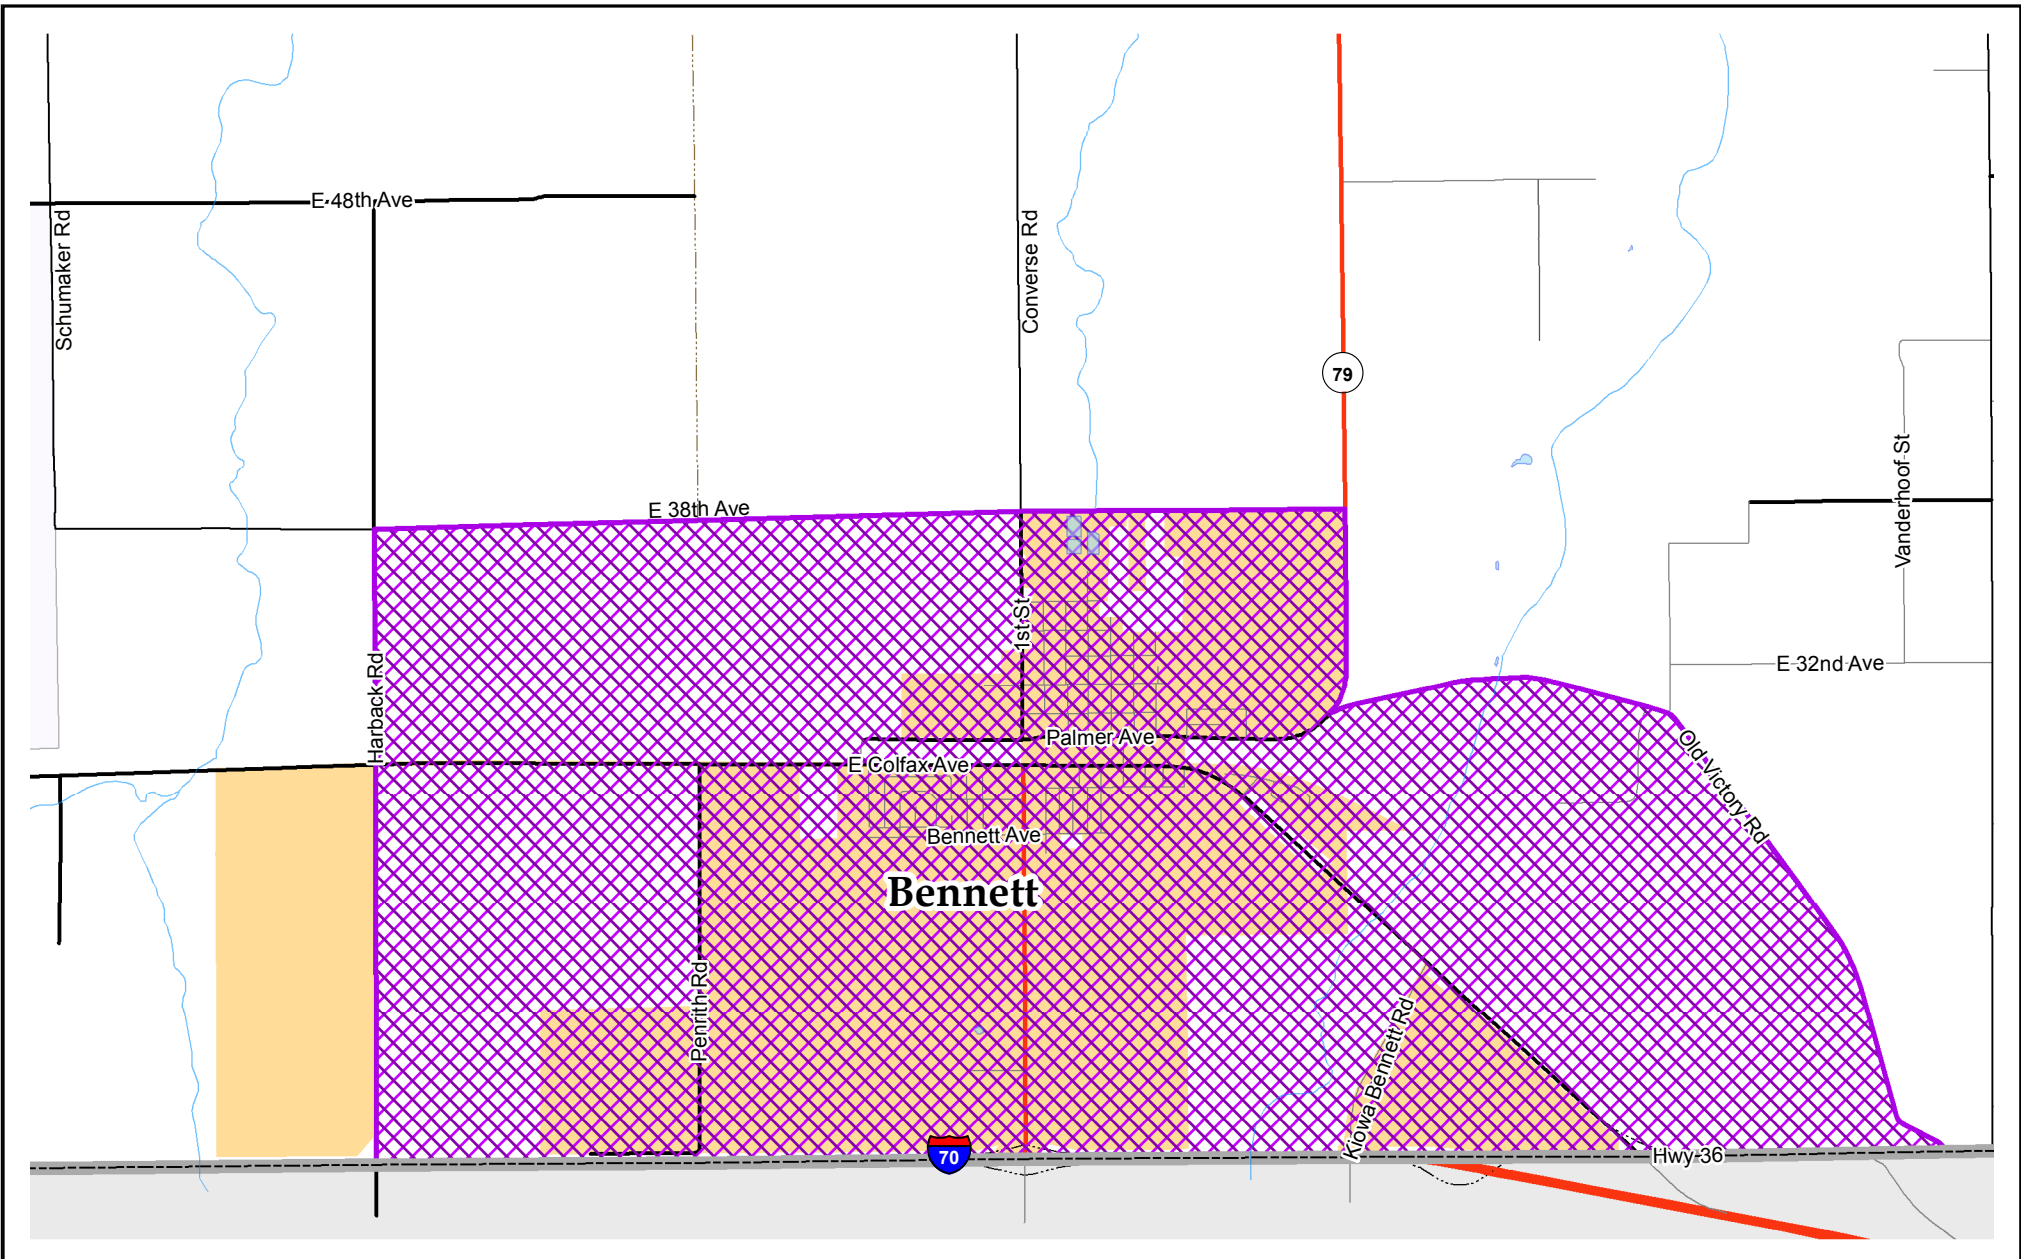 E 48th Ave
Schumaker Rd
Converse Rd
79
Vanderhoof St
E 38th Ave
1st St
E 32nd Ave
Harback Rd
Palmer Ave
E Colfax Ave
Old Victory Rd
Bennett Ave
Bennett
Penrith Rd
Kiowa Bennett Rd
70
Hwy 36